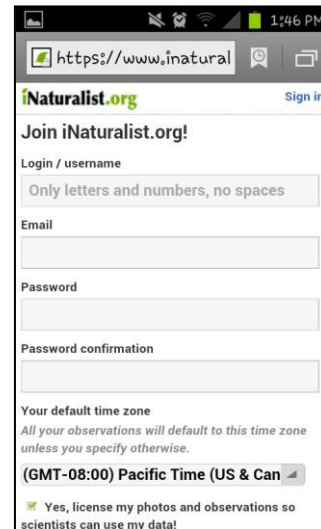 1:46 PM
https://www.inatural
iNaturalist.org
Sign in
Join iNaturalist.org!
Login / username
Only letters and numbers, no spaces
Email
Password
Password confirmation
Your default time zone
All your observations will default to this time zone
unless you specify otherwise.
(GMT-08:00) Pacific Time (US & Can
Yes, license my photos and observations so
scientists can use my data!